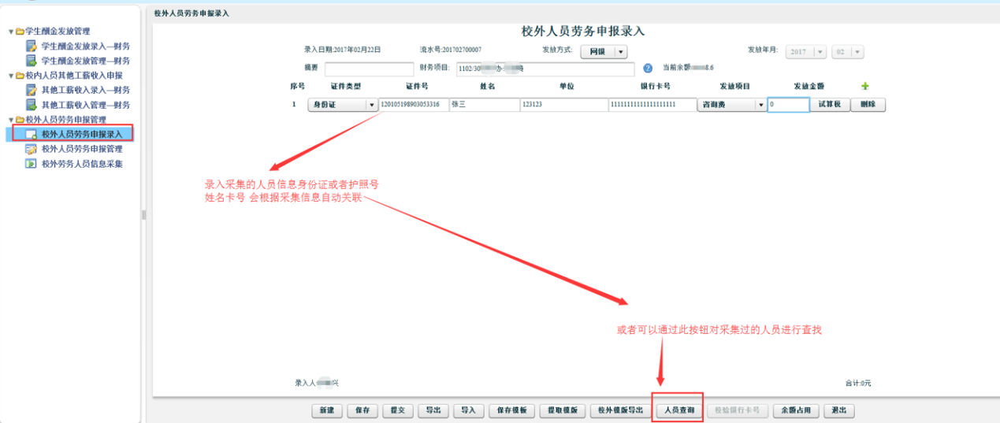 校外人员劳务申报录入
学生酬金发放管理
学生酬金发放录入—财务
学生酬金发放管理—财务
校内人员其他工薪收入申报
其他工薪收入录入—财务
其他工薪收入管理—财务
校外人员劳务申报管理
校外人员劳务申报录入
校外人员劳务申报管理
校外劳务人员信息采集
校外人员劳务申报录入
录入日期:2017年02月22日 流水号:201702700007 发放方式: 网银 发放年月: 2017 02
摘要 财务项目: 1102/30 办- 当前余额 8.6
序号 证件类型 证件号 姓名 单位 银行卡号 发放项目 发放金额
1 身份证 120105198903053316 张三 123123 11111111111111111111 咨询费 0 试算税 删除
录入采集的人员信息身份证或者护照号
姓名卡号 会根据采集信息自动关联
或者可以通过此按钮对采集过的人员进行查找
录入人 兴 合计:0元
新建 保存 提交 导出 导入 保存模板 提取模版 校外模版导出 人员查询 校验银行卡号 余额占用 退出